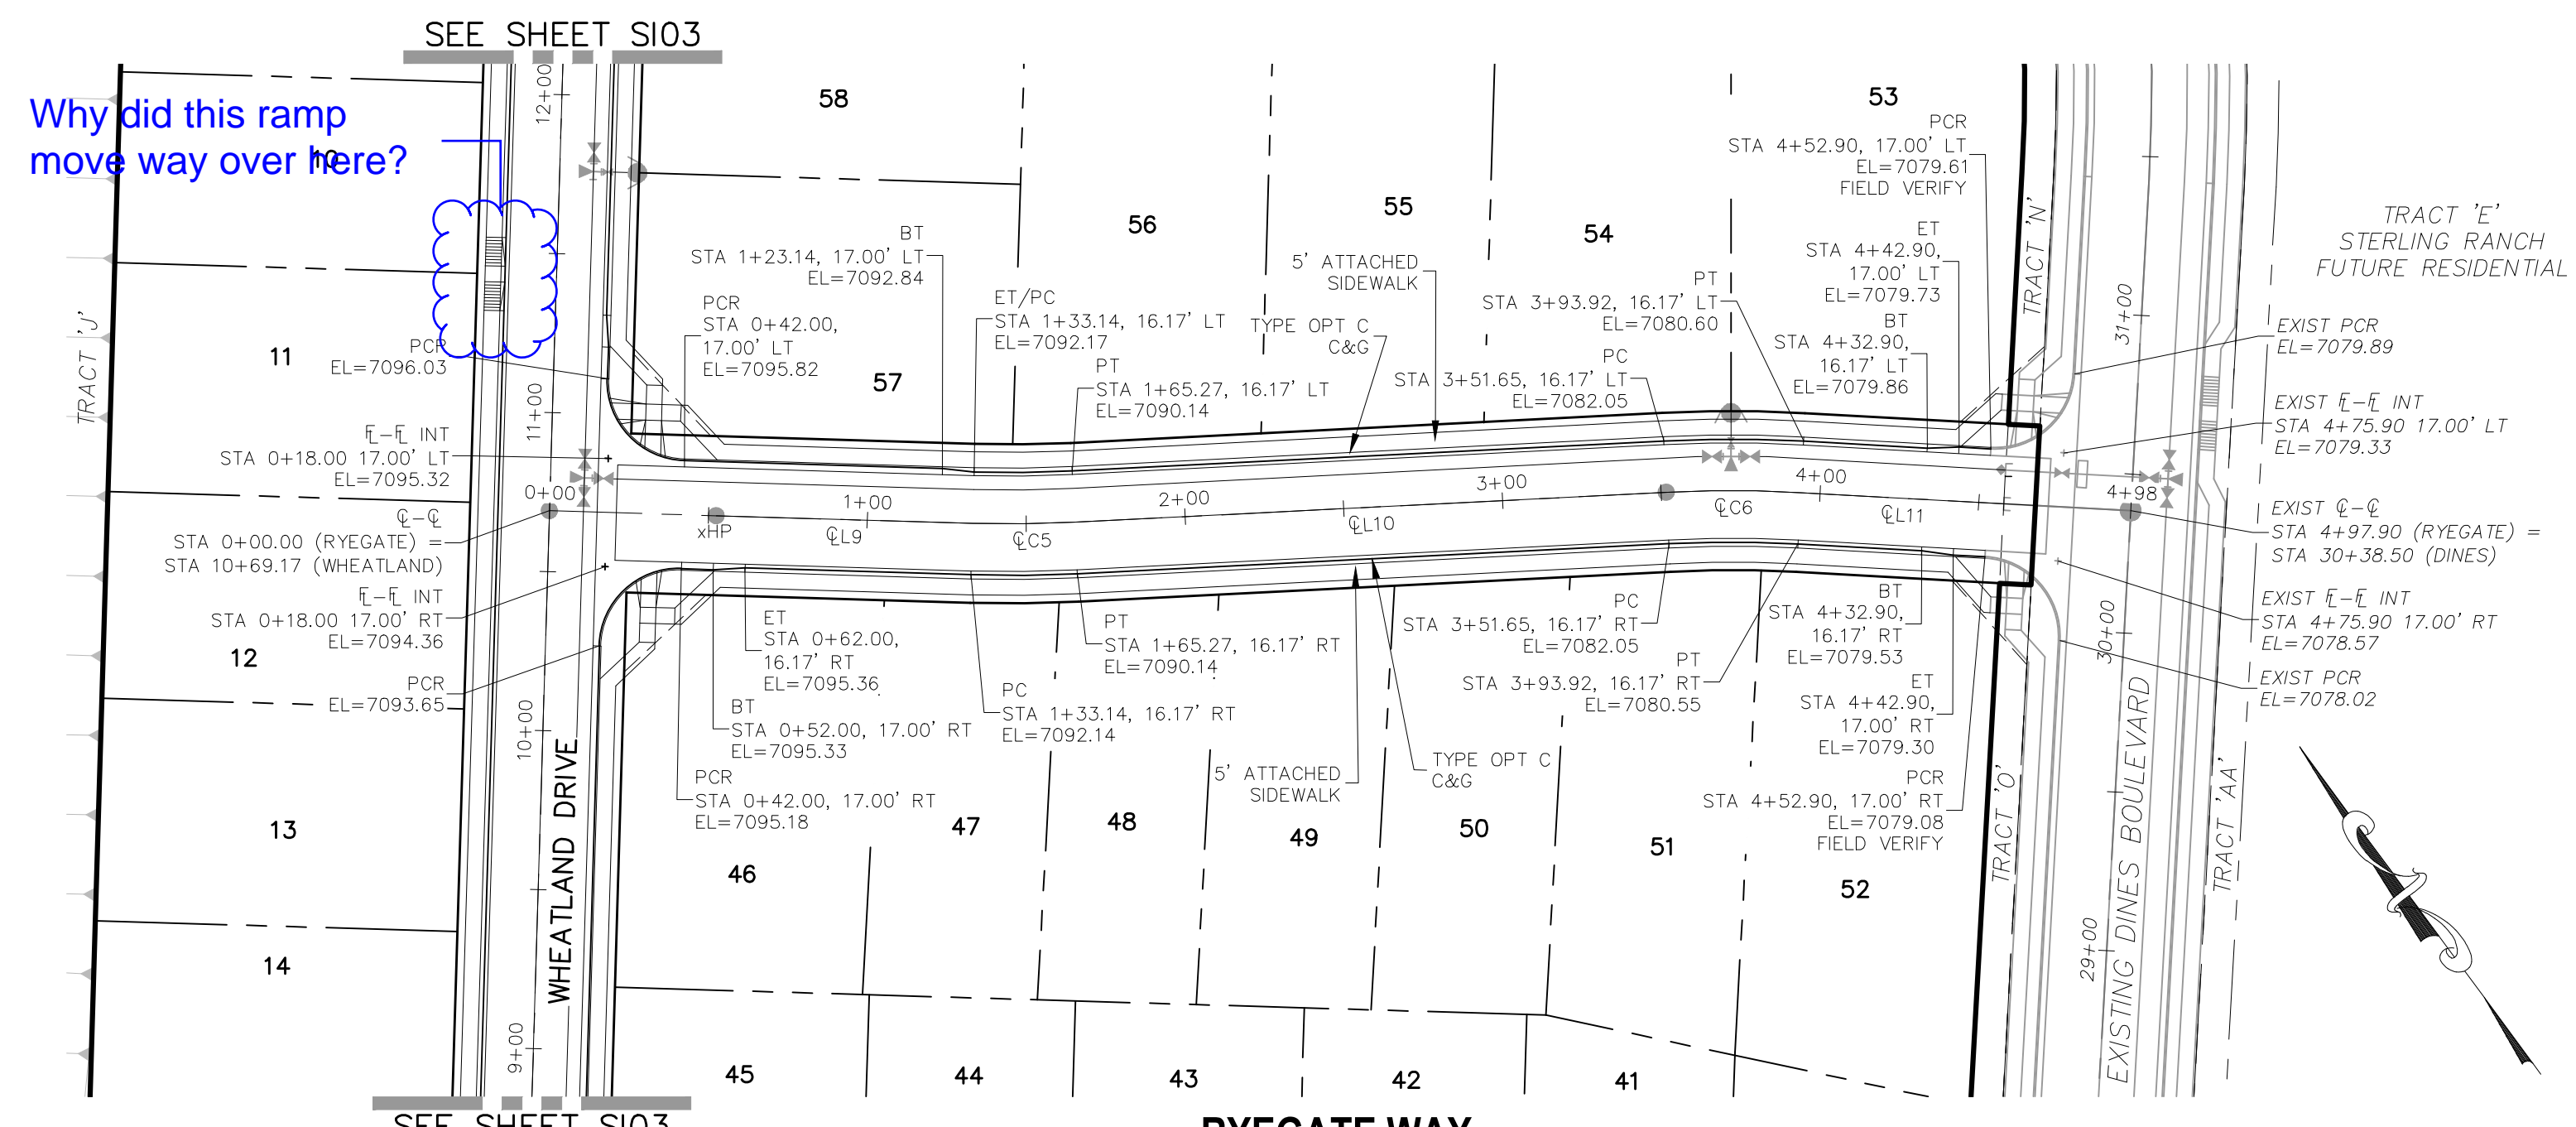 SEE SHEET SI03
Why did this ramp
move way over here?
10
11
12
13
14
TRACT 'J'
12+00
11+00
10+00
9+00
WHEATLAND DRIVE
PCR
EL=7096.03
F̲L-F̲L INT
STA 0+18.00 17.00' LT
EL=7095.32
℄-℄
STA 0+00.00 (RYEGATE) =
STA 10+69.17 (WHEATLAND)
F̲L-F̲L INT
STA 0+18.00 17.00' RT
EL=7094.36
PCR
EL=7093.65
58
57
56
55
54
53
BT
STA 1+23.14, 17.00' LT
EL=7092.84
PCR
STA 0+42.00,
17.00' LT
EL=7095.82
ET/PC
STA 1+33.14, 16.17' LT
EL=7092.17
PT
STA 1+65.27, 16.17' LT
EL=7090.14
5' ATTACHED
SIDEWALK
TYPE OPT C
C&G
PT
STA 3+93.92, 16.17' LT
EL=7080.60
PC
STA 3+51.65, 16.17' LT
EL=7082.05
PCR
STA 4+52.90, 17.00' LT
EL=7079.61
FIELD VERIFY
ET
STA 4+42.90,
17.00' LT
EL=7079.73
BT
STA 4+32.90,
16.17' LT
EL=7079.86
0+00
1+00
2+00
3+00
4+00
4+98
xHP
℄L9
℄C5
℄L10
℄C6
℄L11
ET
STA 0+62.00,
16.17' RT
EL=7095.36
BT
STA 0+52.00, 17.00' RT
EL=7095.33
PCR
STA 0+42.00, 17.00' RT
EL=7095.18
PT
STA 1+65.27, 16.17' RT
EL=7090.14
PC
STA 1+33.14, 16.17' RT
EL=7092.14
5' ATTACHED
SIDEWALK
TYPE OPT C
C&G
PC
STA 3+51.65, 16.17' RT
EL=7082.05
PT
STA 3+93.92, 16.17' RT
EL=7080.55
BT
STA 4+32.90,
16.17' RT
EL=7079.53
ET
STA 4+42.90,
17.00' RT
EL=7079.30
PCR
STA 4+52.90, 17.00' RT
EL=7079.08
FIELD VERIFY
46
47
48
49
50
51
52
45
44
43
42
41
TRACT 'N'
TRACT 'O'
31+00
30+00
29+00
EXISTING DINES BOULEVARD
TRACT 'AA'
TRACT 'E'
STERLING RANCH
FUTURE RESIDENTIAL
EXIST PCR
EL=7079.89
EXIST F̲L-F̲L INT
STA 4+75.90 17.00' LT
EL=7079.33
EXIST ℄-℄
STA 4+97.90 (RYEGATE) =
STA 30+38.50 (DINES)
EXIST F̲L-F̲L INT
STA 4+75.90 17.00' RT
EL=7078.57
EXIST PCR
EL=7078.02
SEE SHEET SI03
RYEGATE WAY